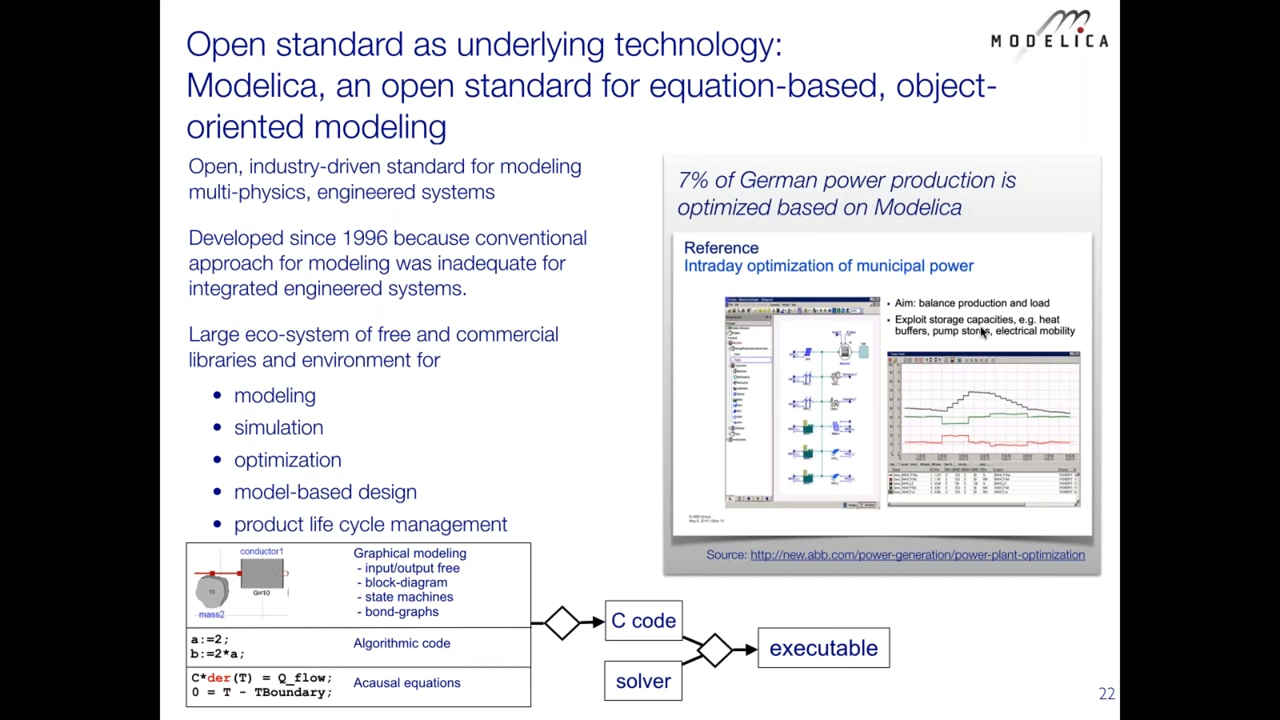 Open standard as underlying technology:
Modelica, an open standard for equation-based, object-
oriented modeling
MODELICA
Open, industry-driven standard for modeling
multi-physics, engineered systems
Developed since 1996 because conventional
approach for modeling was inadequate for
integrated engineered systems.
Large eco-system of free and commercial
libraries and environment for
• modeling
• simulation
• optimization
• model-based design
• product life cycle management
7% of German power production is
optimized based on Modelica
Reference
Intraday optimization of municipal power
• Aim: balance production and load
• Exploit storage capacities, e.g. heat
buffers, pump stores, electrical mobility
Source: http://new.abb.com/power-generation/power-plant-optimization
conductor1
G=10
mass2
Graphical modeling
- input/output free
- block-diagram
- state machines
- bond-graphs
a:=2;
b:=2*a;
Algorithmic code
C*der(T) = Q_flow;
0 = T - TBoundary;
Acausal equations
C code
solver
executable
22